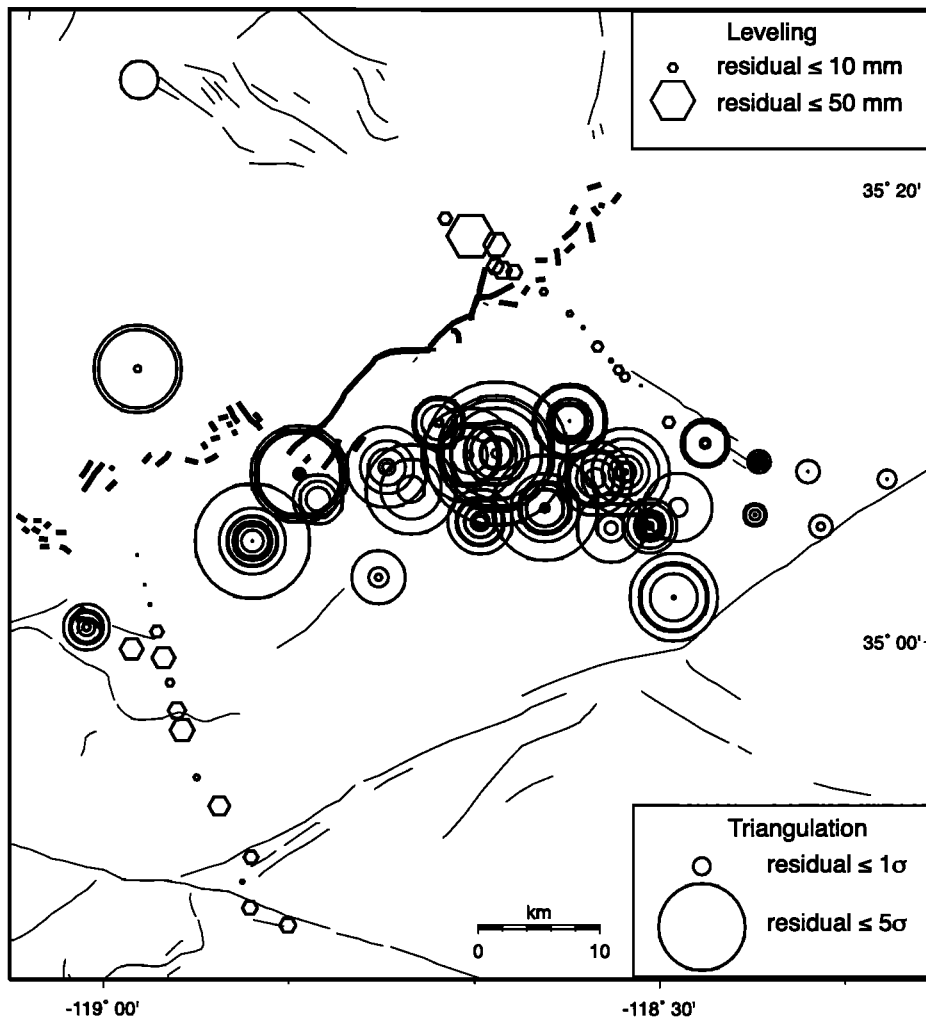 Leveling
residual ≤ 10 mm
residual ≤ 50 mm
35° 20'
35° 00'
Triangulation
residual ≤ 1σ
residual ≤ 5σ
km
0 10
-119° 00' -118° 30'